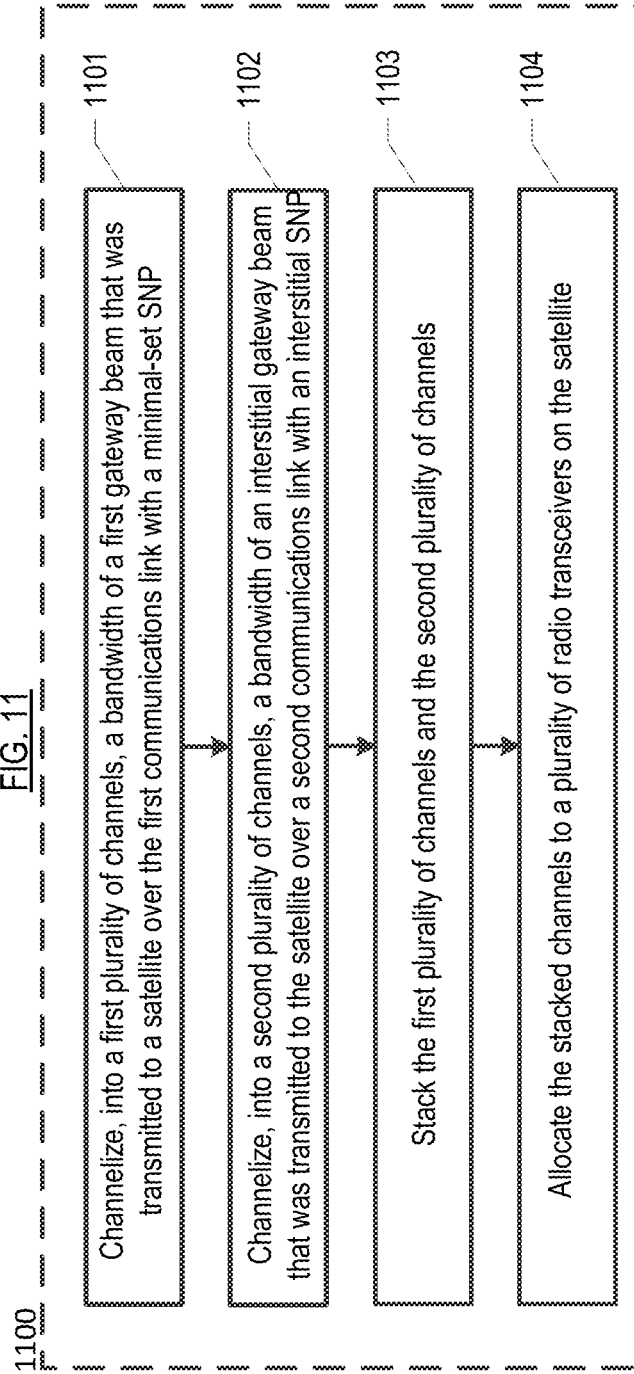 FIG. 11
1100
Channelize, into a first plurality of channels, a bandwidth of a first gateway beam that was
transmitted to a satellite over the first communications link with a minimal-set SNP
1101
Channelize, into a second plurality of channels, a bandwidth of an interstitial gateway beam
that was transmitted to the satellite over a second communications link with an interstitial SNP
1102
Stack the first plurality of channels and the second plurality of channels
1103
Allocate the stacked channels to a plurality of radio transceivers on the satellite
1104